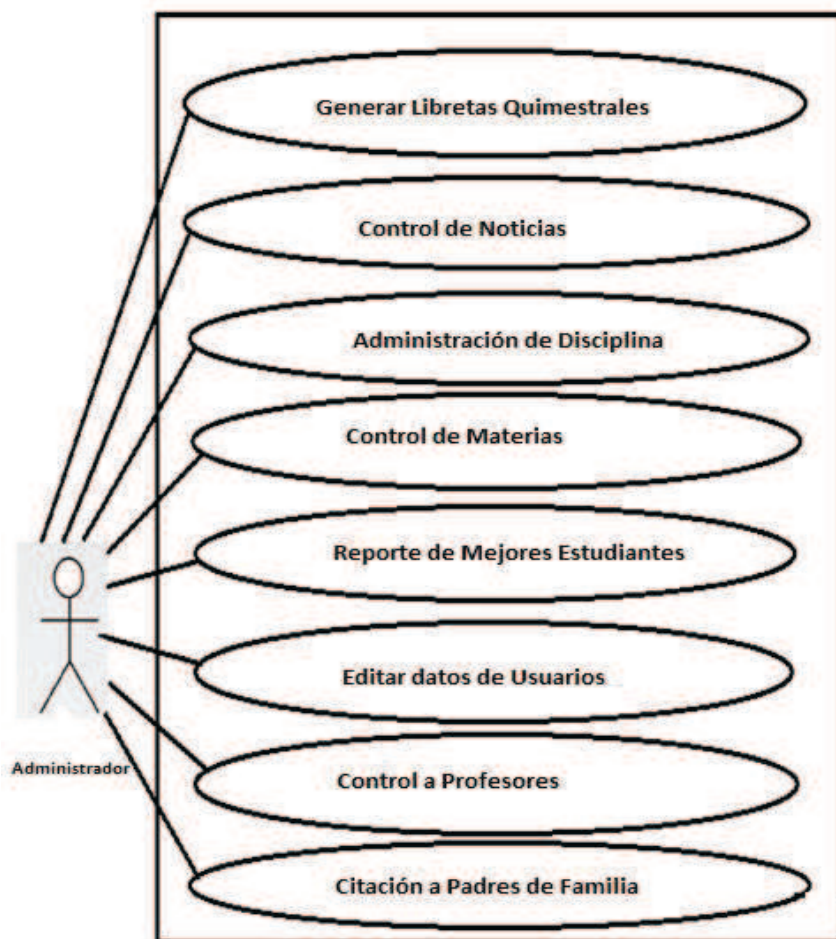 Generar Libretas Quimestrales
Control de Noticias
Administración de Disciplina
Control de Materias
Reporte de Mejores Estudiantes
Editar datos de Usuarios
Administrador
Control a Profesores
Citación a Padres de Familia